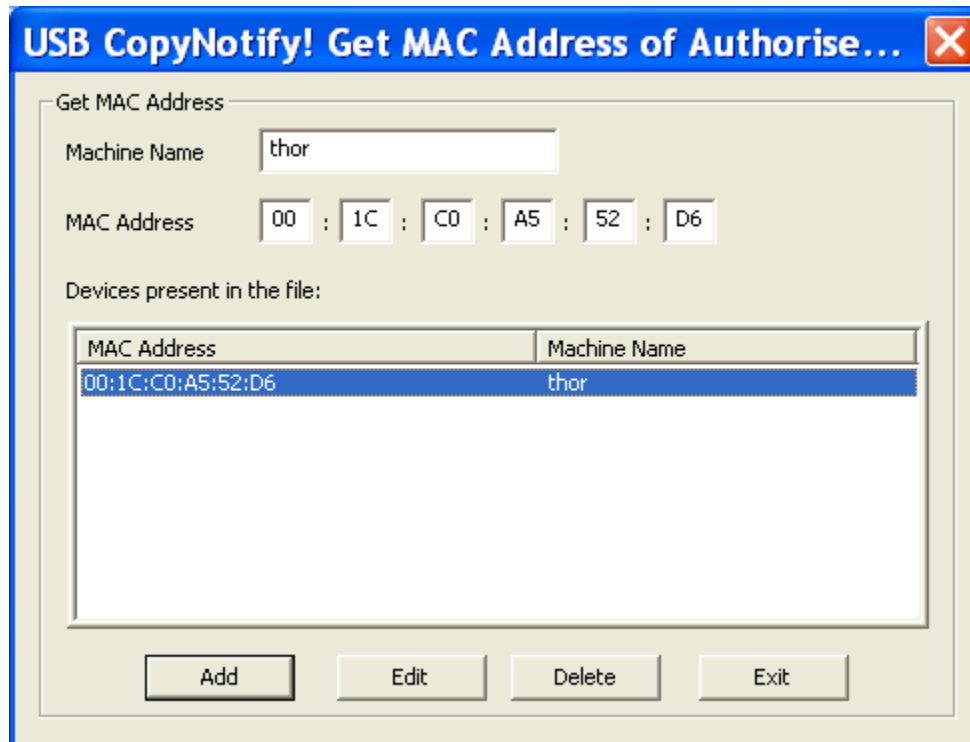 USB CopyNotify! Get MAC Address of Authorise...
Get MAC Address
Machine Name thor
MAC Address 00 : 1C : C0 : A5 : 52 : D6
Devices present in the file:
MAC Address Machine Name
00:1C:C0:A5:52:D6 thor
Add Edit Delete Exit